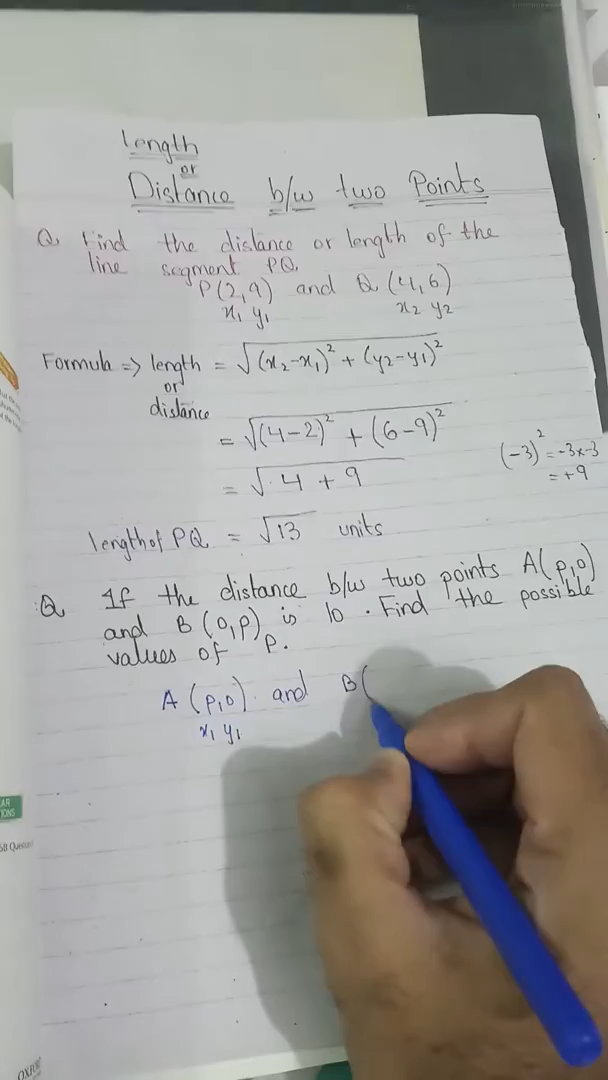 Length
or
Distance b/w two Points
Q Find the distance or length of the
line segment PQ.
P(2,9) and Q (4,6)
x₁ y₁ x₂ y₂
Formula => length = √(x₂-x₁)² + (y₂-y₁)²
or
distance
= √(4-2)² + (6-9)²
(-3)² = -3x-3
= +9
= √4 + 9
length of PQ = √13 units
Q If the distance b/w two points A(p,0)
and B (0,p) is 10. Find the possible
values of p.
A (p,0) and B(
x₁ y₁